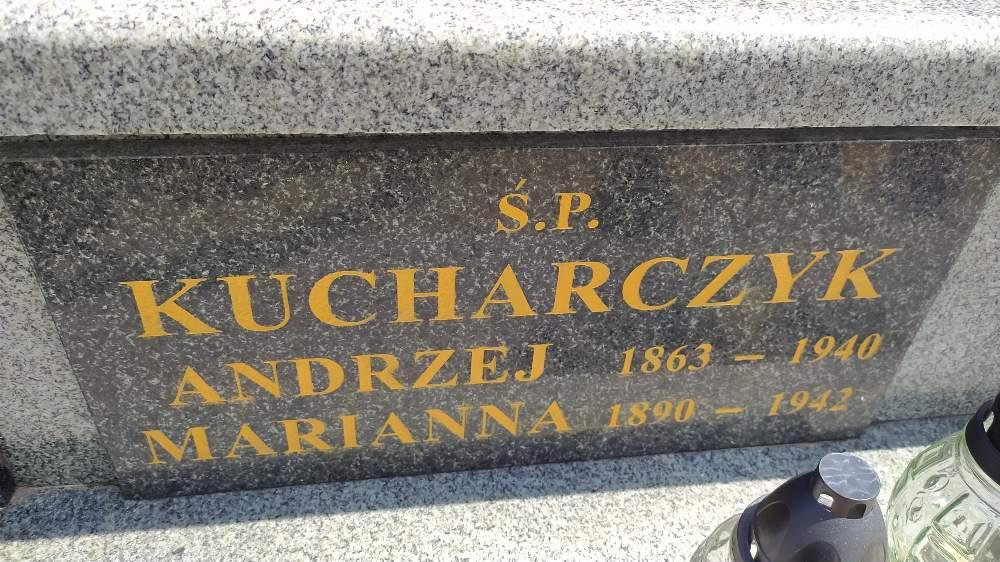 Ś.P.
KUCHARCZYK
ANDRZEJ 1863 – 1940
MARIANNA 1890 – 1942